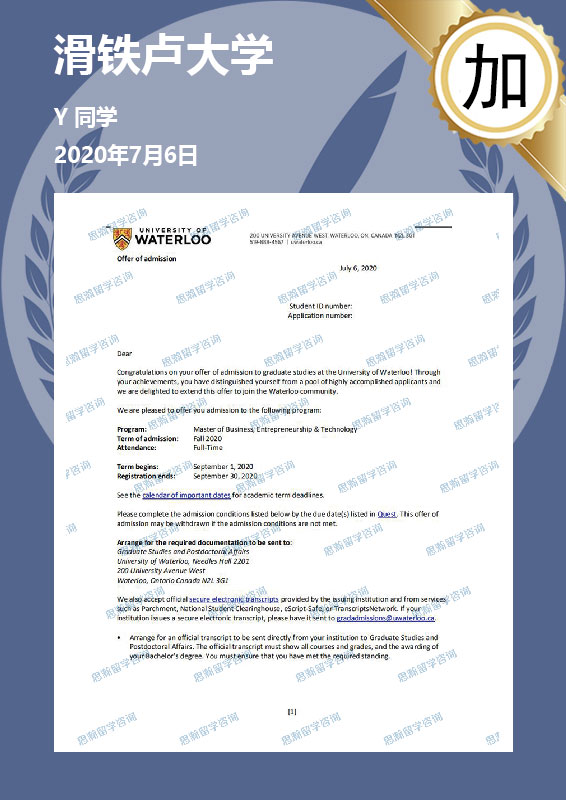 滑铁卢大学
加
Y 同学
2020年7月6日
UNIVERSITY OF
WATERLOO
200 UNIVERSITY AVENUE WEST, WATERLOO, ON, CANADA N2L 3G1
519-888-4567 | uwaterloo.ca
Offer of admission
July 6, 2020
Student ID number:
Application number:
Dear
Congratulations on your offer of admission to graduate studies at the University of Waterloo! Through
your achievements, you have distinguished yourself from a pool of highly accomplished applicants and
we are delighted to extend this offer to join the Waterloo community.
We are pleased to offer you admission to the following program:
Program: Master of Business, Entrepreneurship & Technology
Term of admission: Fall 2020
Attendance: Full-Time
Term begins: September 1, 2020
Registration ends: September 30, 2020
See the calendar of important dates for academic term deadlines.
Please complete the admission conditions listed below by the due date(s) listed in Quest. This offer of
admission may be withdrawn if the admission conditions are not met.
Arrange for the required documentation to be sent to:
Graduate Studies and Postdoctoral Affairs
University of Waterloo, Needles Hall 2201
200 University Avenue West
Waterloo, Ontario Canada N2L 3G1
We also accept official secure electronic transcripts provided by the issuing institution and from services
such as Parchment, National Student Clearinghouse, eScript-Safe, or TranscriptsNetwork. If your
institution issues a secure electronic transcript, please have it sent to gradadmissions@uwaterloo.ca.
• Arrange for an official transcript to be sent directly from your institution to Graduate Studies and
Postdoctoral Affairs. The official transcript must show all courses and grades, and the awarding of
your Bachelor's degree. You must ensure that you have met the required standing.
[1]
思瀚留学咨询